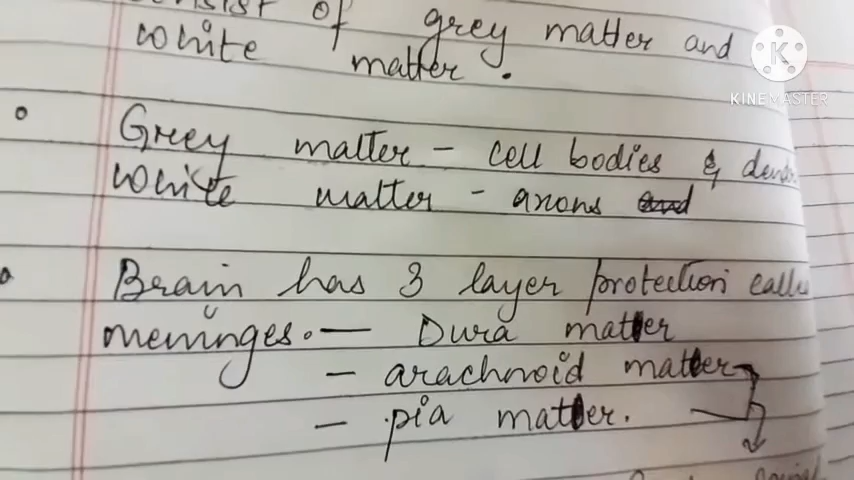 of grey matter and
white matter.
Grey matter – cell bodies &
white matter - axons and
Brain has 3 layer protection
meninges. — Dura matter
– arachnoid matter
– pia matter.
KINEMASTER